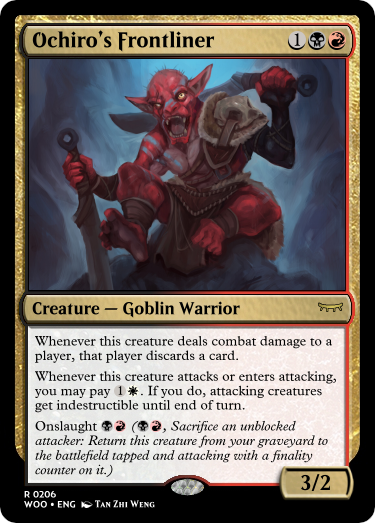 Ochiro's Frontliner 1
Creature — Goblin Warrior
Whenever this creature deals combat damage to a
player, that player discards a card.
Whenever this creature attacks or enters attacking,
you may pay 1. If you do, attacking creatures
get indestructible until end of turn.
Onslaught (, Sacrifice an unblocked
attacker: Return this creature from your graveyard to
the battlefield tapped and attacking with a finality
counter on it.)
3/2
R 0206
WOO • ENG Tan Zhi Weng